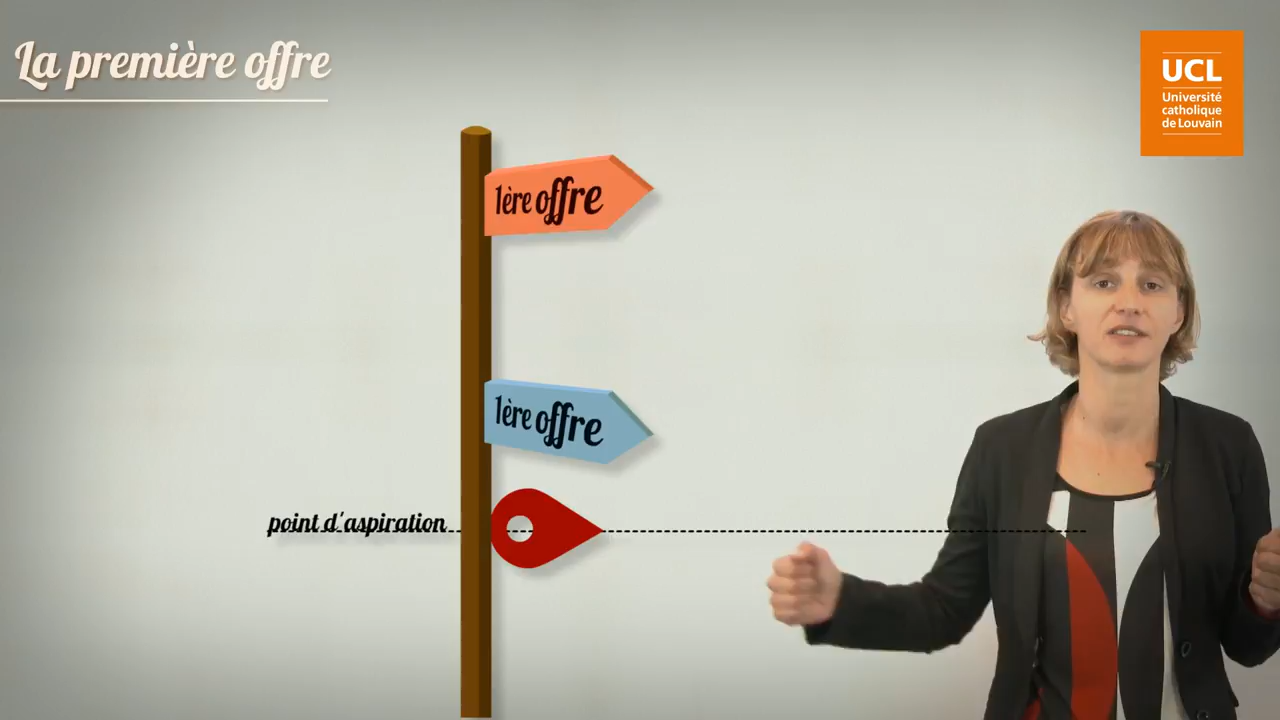 La première offre
UCL
Université
catholique
de Louvain
1ère offre
1ère offre
point d'aspiration